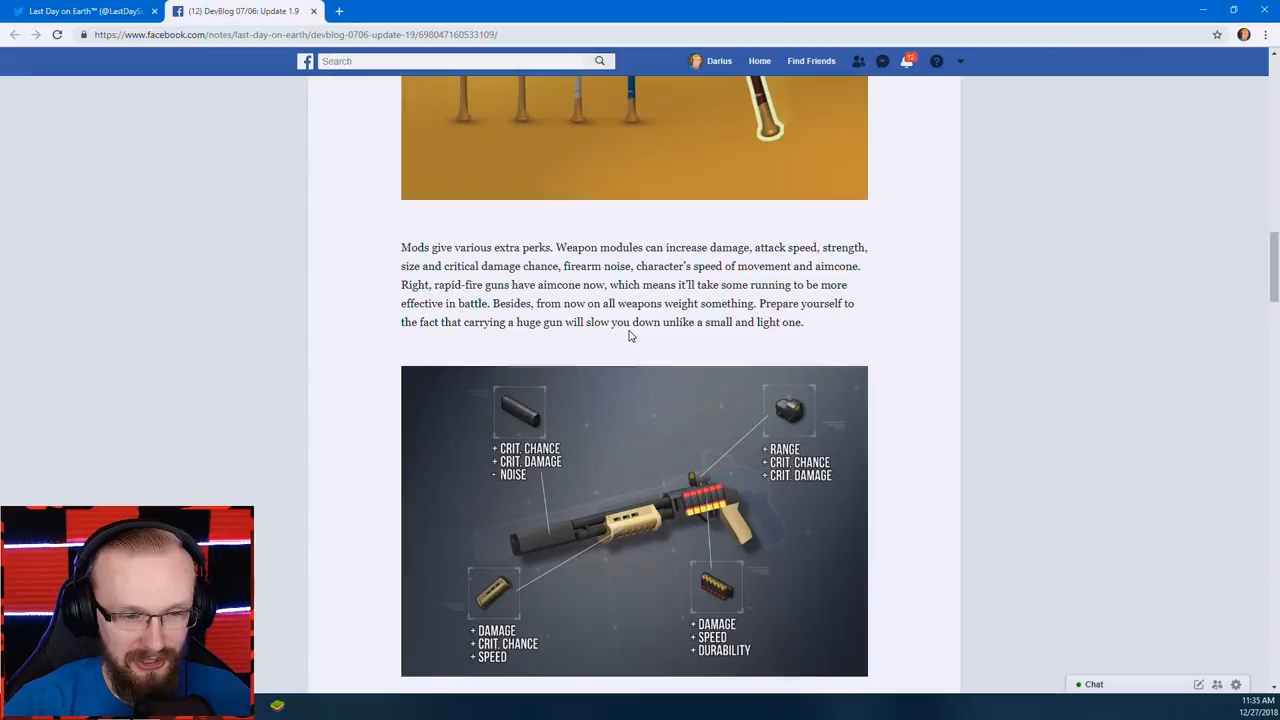 Last Day on Earth™ (@LastDayS
(12) DevBlog 07/06: Update 1.9
https://www.facebook.com/notes/last-day-on-earth/devblog-0706-update-19/698047160533109/
Search
Darius
Home
Find Friends
12
Mods give various extra perks. Weapon modules can increase damage, attack speed, strength,
size and critical damage chance, firearm noise, character's speed of movement and aimcone.
Right, rapid-fire guns have aimcone now, which means it'll take some running to be more
effective in battle. Besides, from now on all weapons weight something. Prepare yourself to
the fact that carrying a huge gun will slow you down unlike a small and light one.
+ CRIT. CHANCE
+ CRIT. DAMAGE
- NOISE
+ RANGE
+ CRIT. CHANCE
+ CRIT. DAMAGE
+ DAMAGE
+ CRIT. CHANCE
+ SPEED
+ DAMAGE
+ SPEED
+ DURABILITY
Chat
11:35 AM
12/27/2018